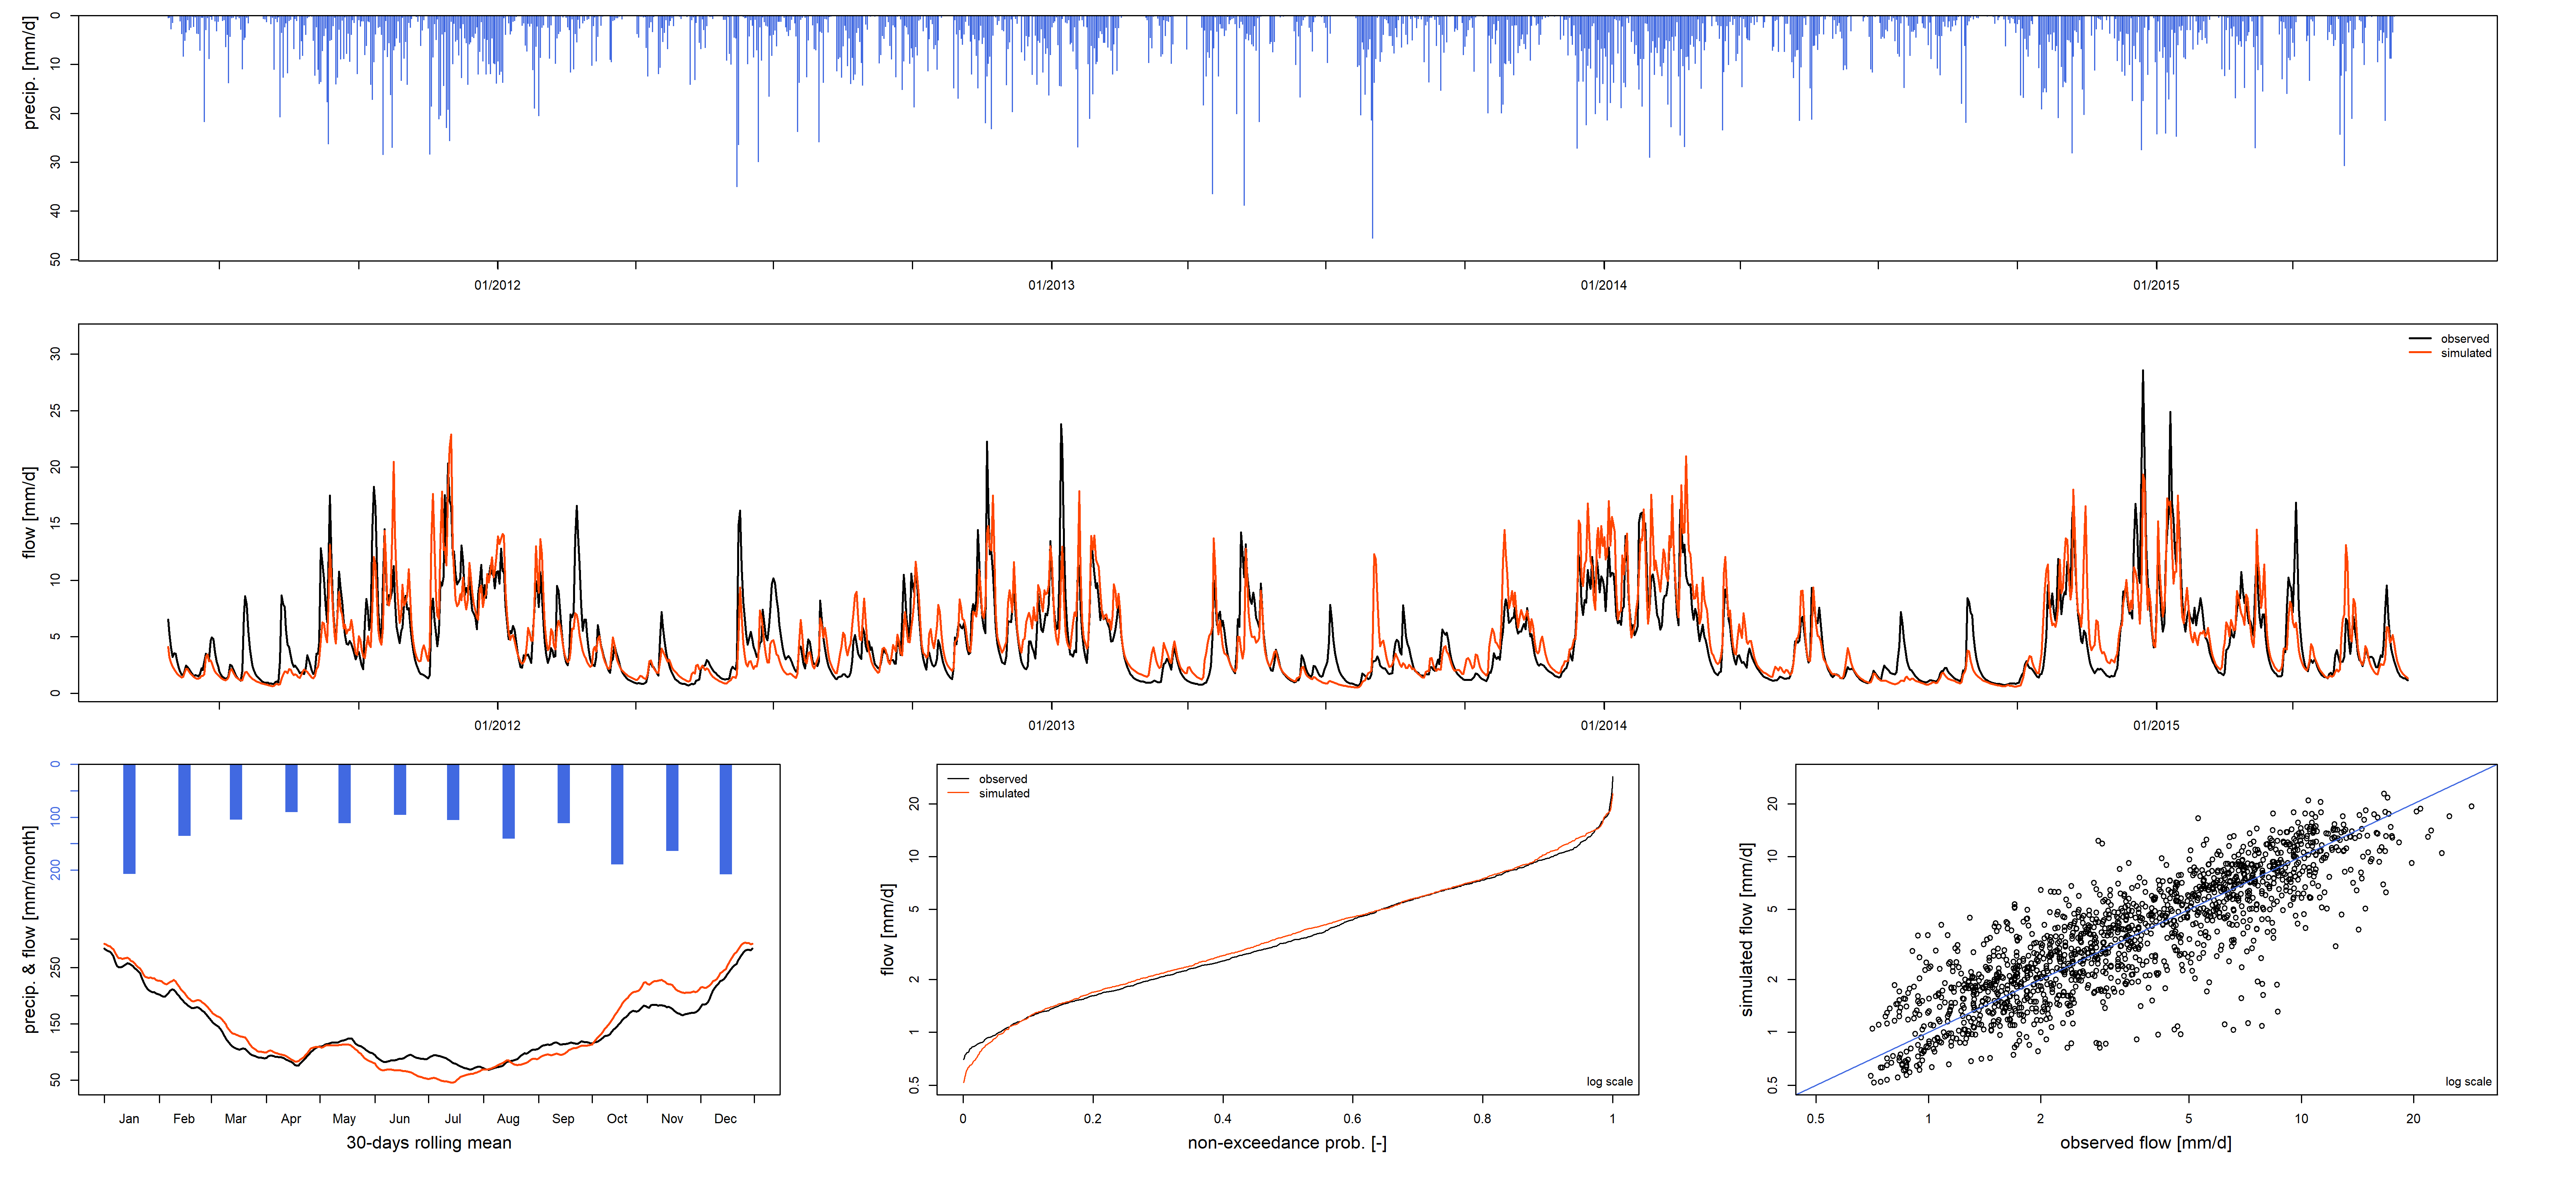 precip. [mm/d]
0
10
20
30
40
50
01/2012
01/2013
01/2014
01/2015
flow [mm/d]
30
25
20
15
10
5
0
observed
simulated
01/2012
01/2013
01/2014
01/2015
precip. & flow [mm/month]
0
100
200
250
150
50
Jan Feb Mar Apr May Jun Jul Aug Sep Oct Nov Dec
30-days rolling mean
flow [mm/d]
20
10
5
2
1
0.5
observed
simulated
log scale
0 0.2 0.4 0.6 0.8 1
non-exceedance prob. [-]
simulated flow [mm/d]
20
10
5
2
1
0.5
log scale
0.5 1 2 5 10 20
observed flow [mm/d]